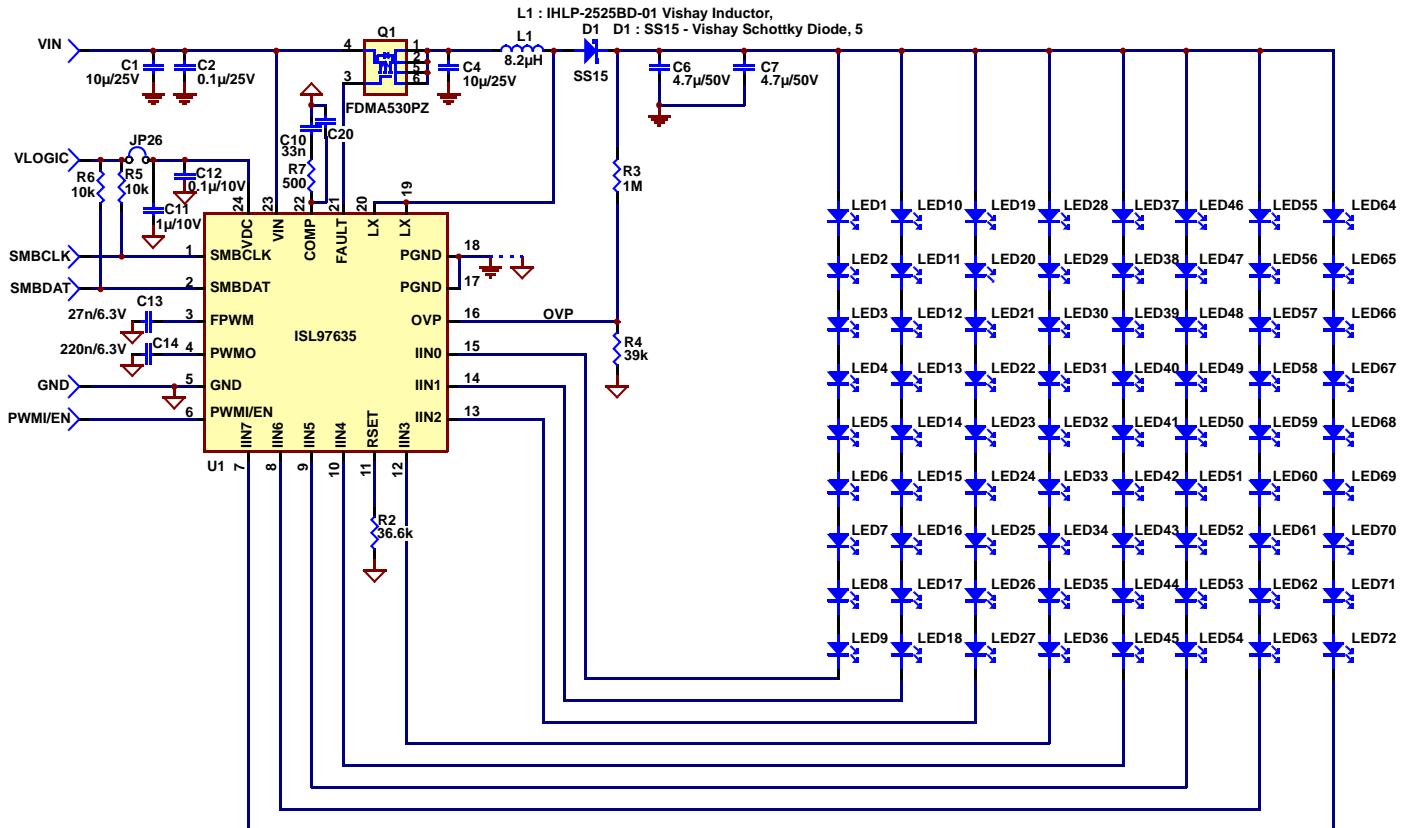 L1 : IHLP-2525BD-01 Vishay Inductor,
D1 : SS15 - Vishay Schottky Diode, 5
VIN
C1
10µ/25V
C2
0.1µ/25V
Q1
4
3
1
2
5
6
FDMA530PZ
C4
10µ/25V
L1
8.2µH
D1
SS15
C6
4.7µ/50V
C7
4.7µ/50V
C10
33n
C20
R7
500
R3
1M
VLOGIC
JP26
R6
10k
R5
10k
C12
0.1µ/10V
C11
1µ/10V
24
23
22
21
20
19
VDC
VIN
COMP
FAULT
LX
LX
SMBCLK
1
SMBCLK
PGND
18
SMBDAT
2
SMBDAT
PGND
17
27n/6.3V
C13
3
FPWM
OVP
16
OVP
ISL97635
220n/6.3V
C14
4
PWMO
IIN0
15
R4
39k
GND
5
GND
IIN1
14
PWMI/EN
6
PWMI/EN
IIN2
13
IIN7
IIN6
IIN5
IIN4
RSET
IIN3
U1
7
8
9
10
11
12
R2
36.6k
LED1 LED10 LED19 LED28 LED37 LED46 LED55 LED64
LED2 LED11 LED20 LED29 LED38 LED47 LED56 LED65
LED3 LED12 LED21 LED30 LED39 LED48 LED57 LED66
LED4 LED13 LED22 LED31 LED40 LED49 LED58 LED67
LED5 LED14 LED23 LED32 LED41 LED50 LED59 LED68
LED6 LED15 LED24 LED33 LED42 LED51 LED60 LED69
LED7 LED16 LED25 LED34 LED43 LED52 LED61 LED70
LED8 LED17 LED26 LED35 LED44 LED53 LED62 LED71
LED9 LED18 LED27 LED36 LED45 LED54 LED63 LED72